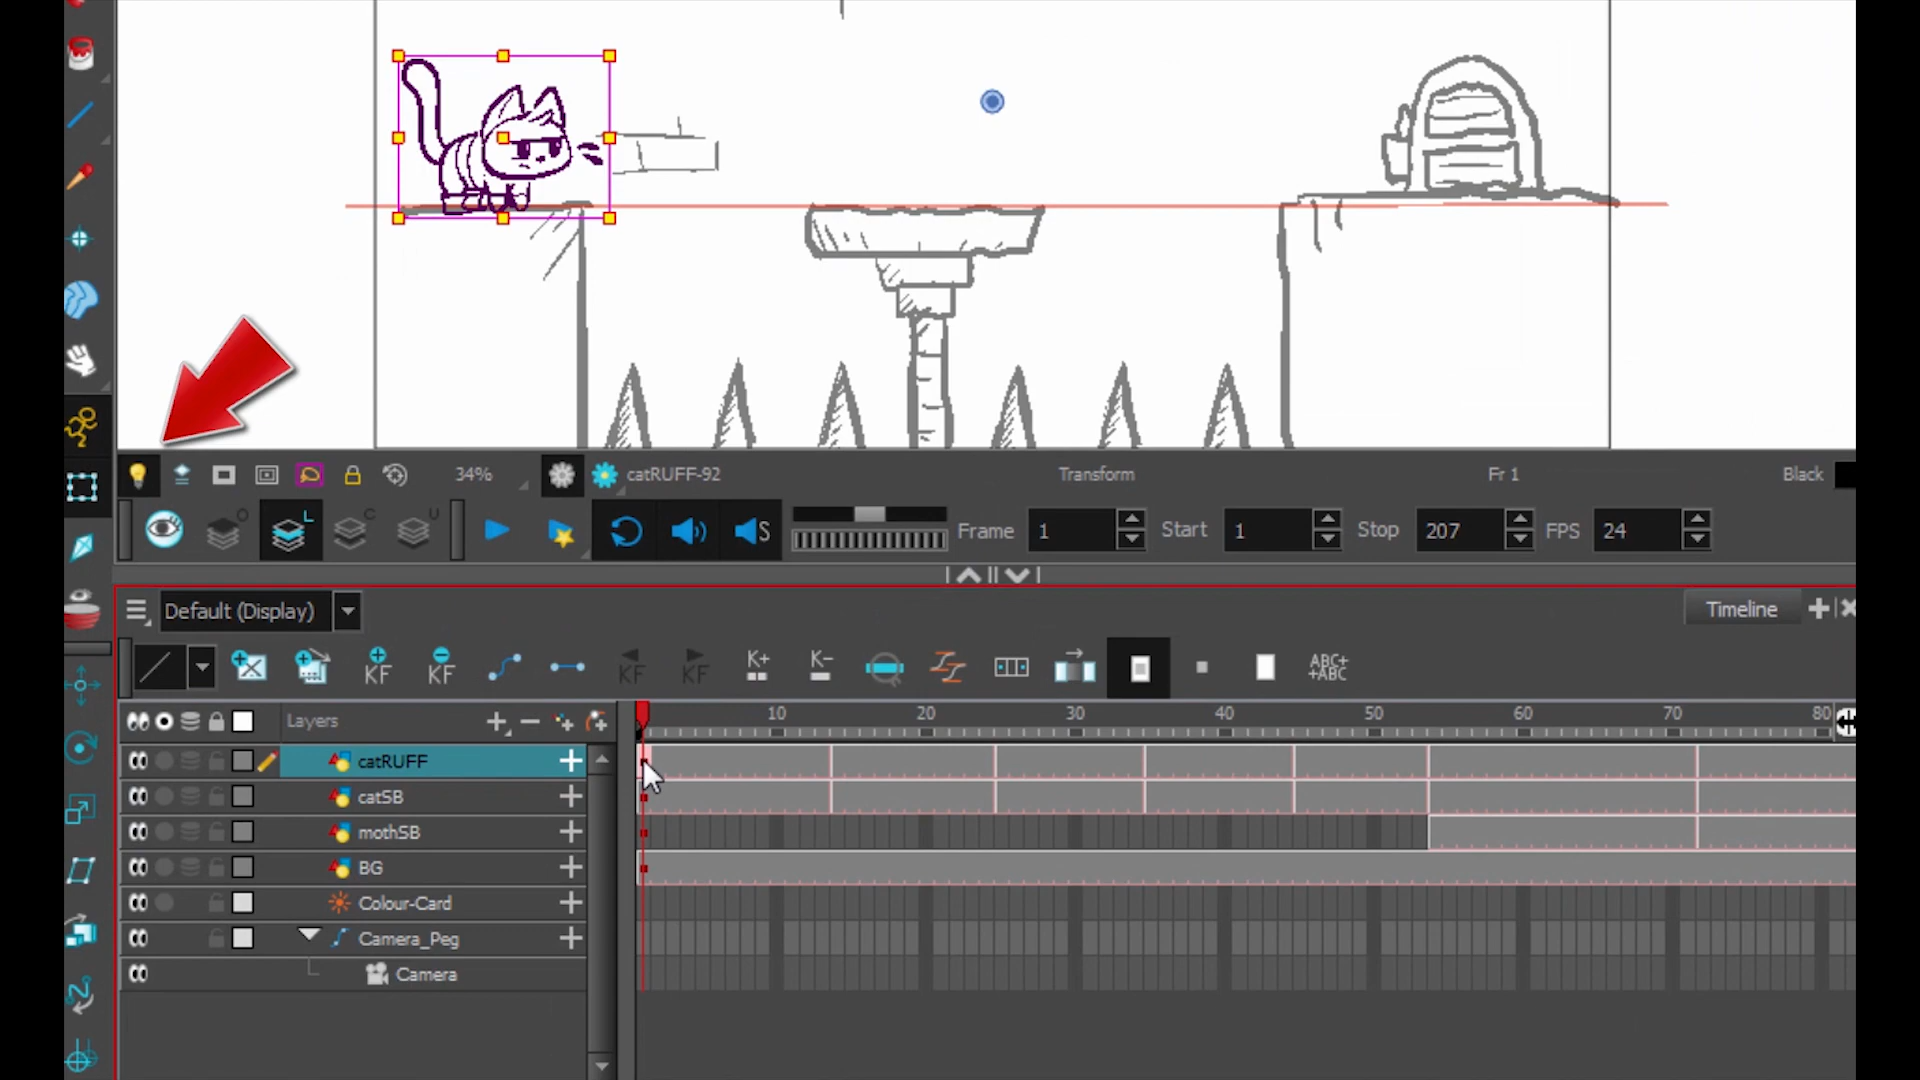 34%
catRUFF-92
Transform
Fr 1
Black
O
L
C
U
S
Frame
1
Start
1
Stop
207
FPS
24
Default (Display)
Timeline
KF
KF
KF
KF
K+
K-
ABC+
+ABC
Layers
10 20 30 40 50 60 70 80
catRUFF
catSB
mothSB
BG
Colour-Card
Camera_Peg
Camera